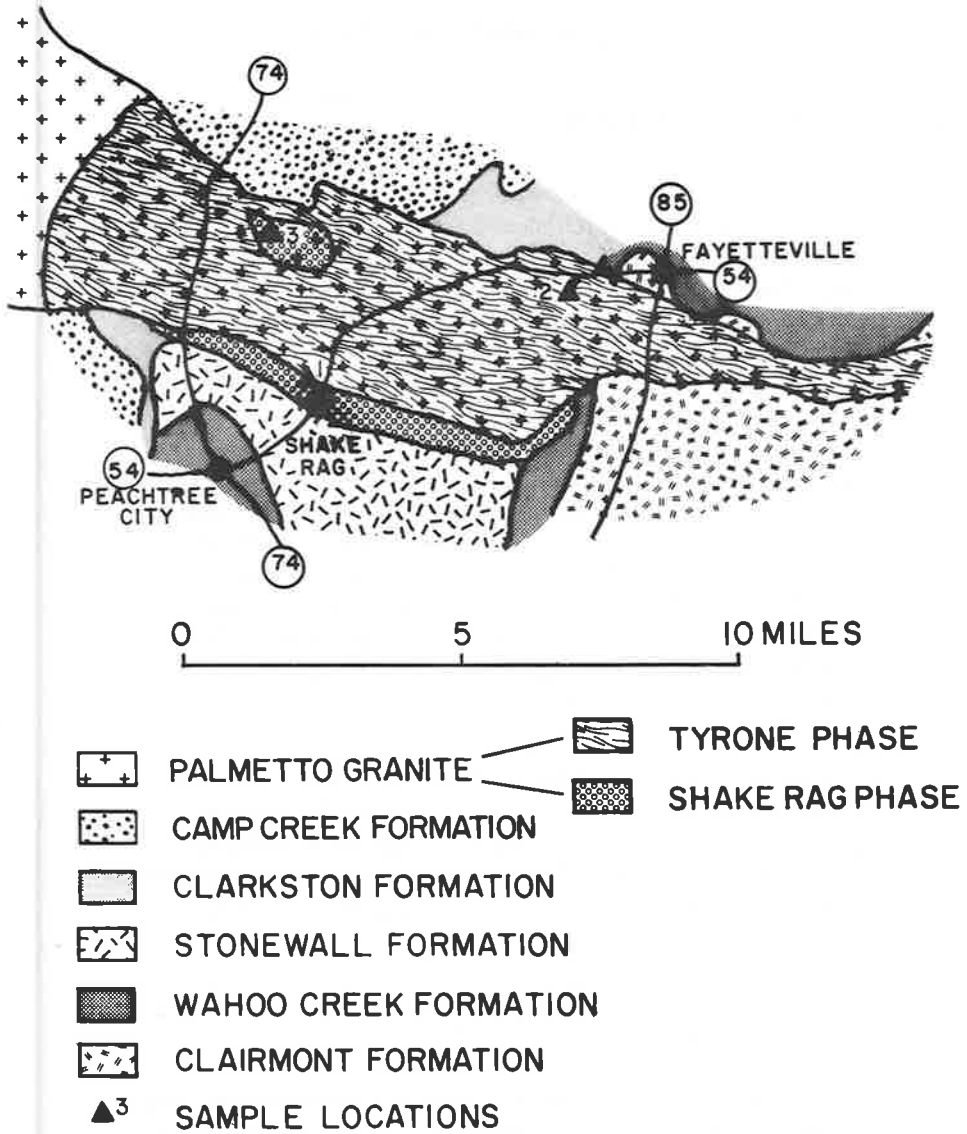 74
3
85
FAYETTEVILLE
54
2
SHAKE
RAG
54
PEACHTREE
CITY
74
0 5 10 MILES
PALMETTO GRANITE
TYRONE PHASE
SHAKE RAG PHASE
CAMP CREEK FORMATION
CLARKSTON FORMATION
STONEWALL FORMATION
WAHOO CREEK FORMATION
CLAIRMONT FORMATION
3 SAMPLE LOCATIONS